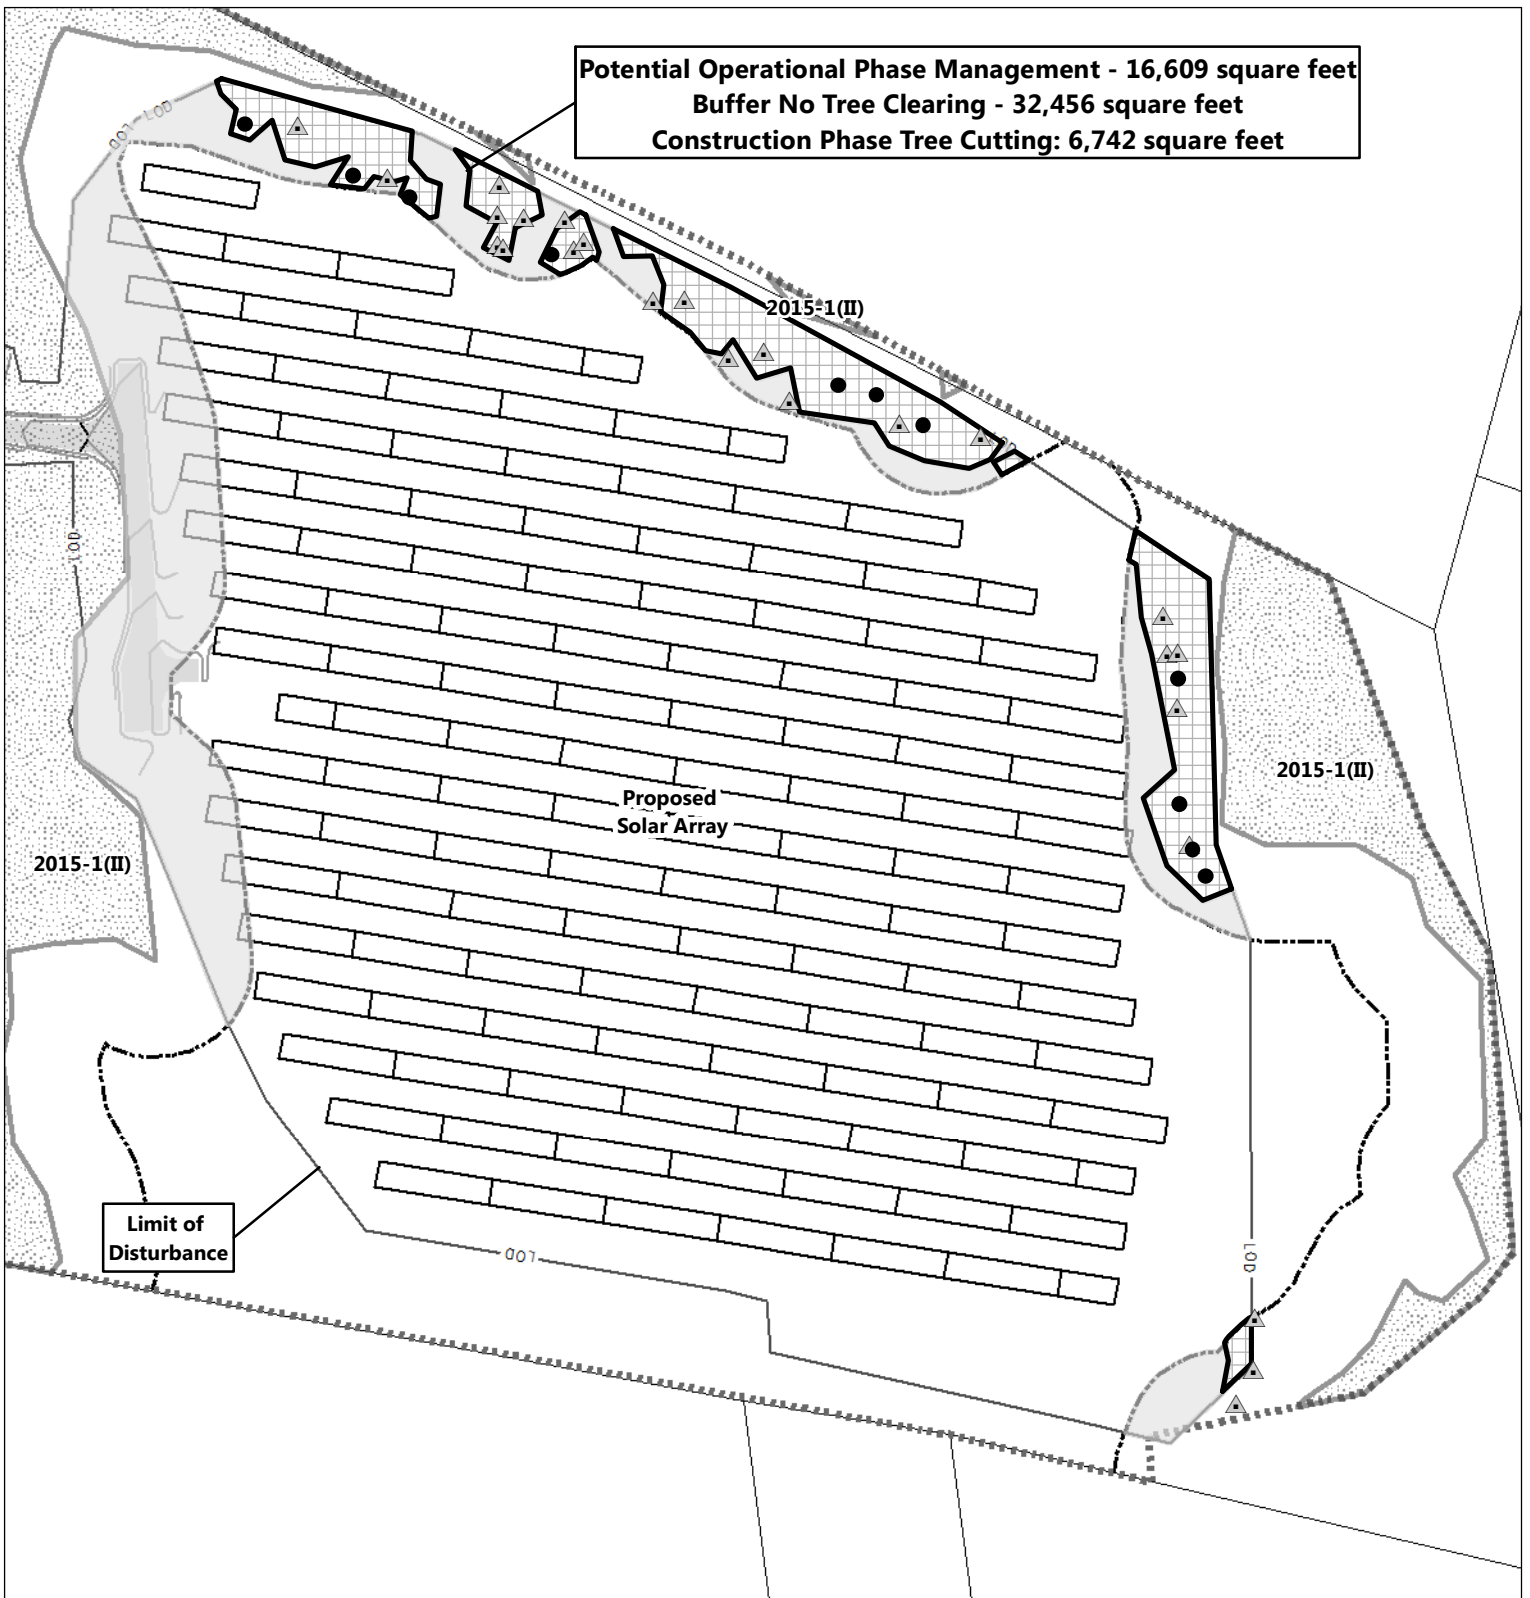 Potential Operational Phase Management - 16,609 square feet
Buffer No Tree Clearing - 32,456 square feet
Construction Phase Tree Cutting: 6,742 square feet
LOD
LOD
2015-1(II)
LOD
LOD
2015-1(II)
Proposed
Solar Array
2015-1(II)
Limit of
Disturbance
LOD
LOD